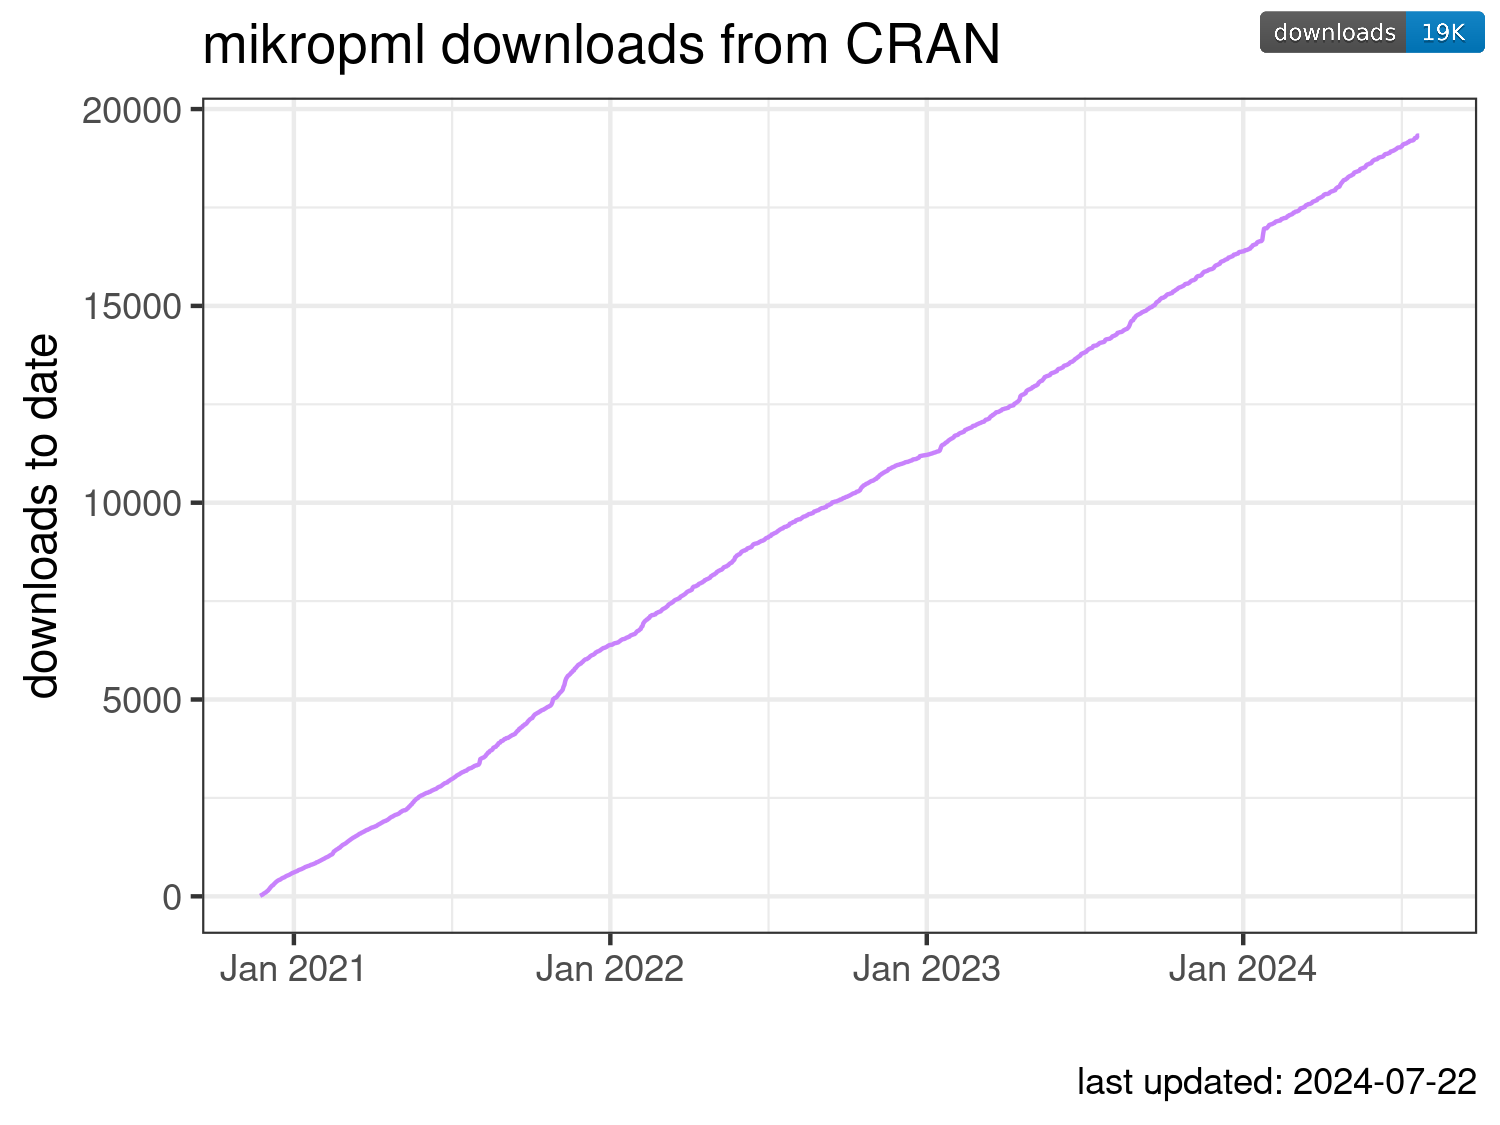 mikropml downloads from CRAN
downloads 19K
20000
15000
10000
5000
0
downloads to date
Jan 2021 Jan 2022 Jan 2023 Jan 2024
last updated: 2024-07-22